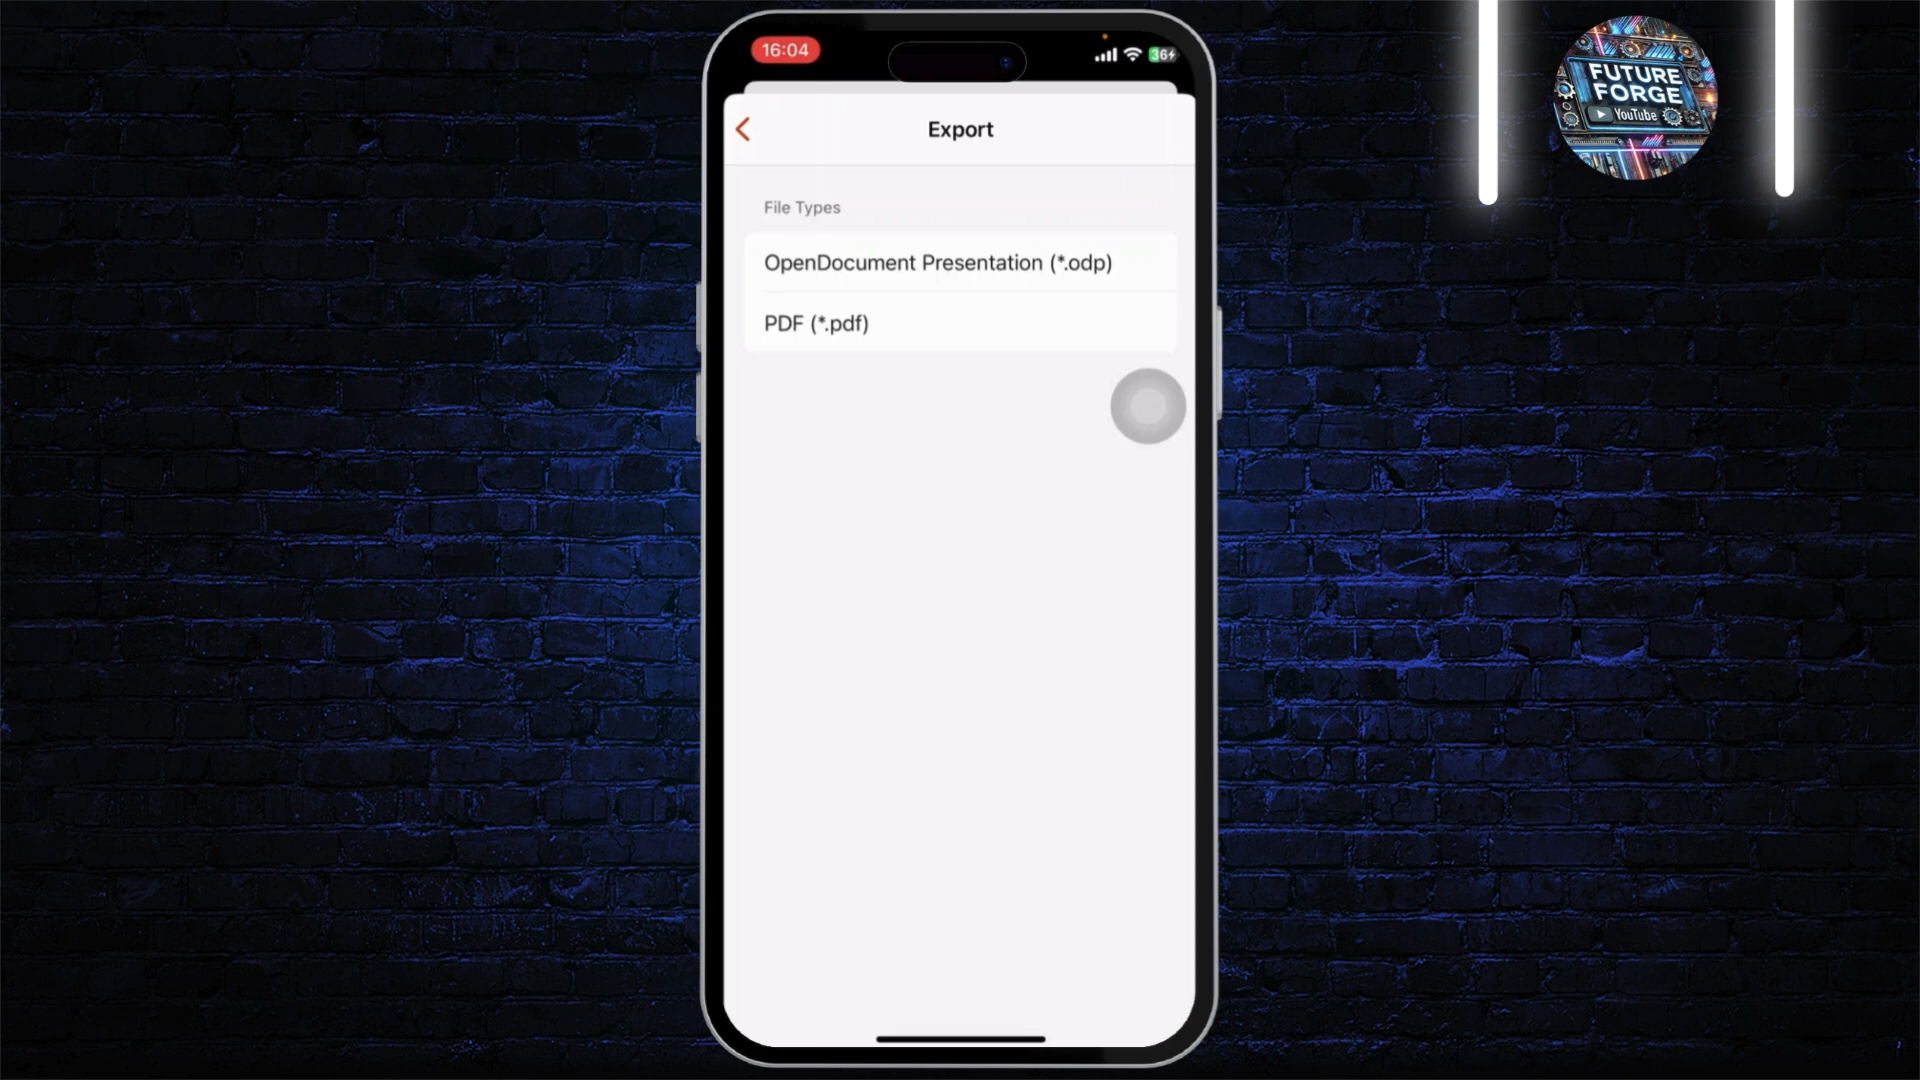 16:04
36
Export
File Types
OpenDocument Presentation (*.odp)
PDF (*.pdf)
FUTURE
FORGE
YouTube